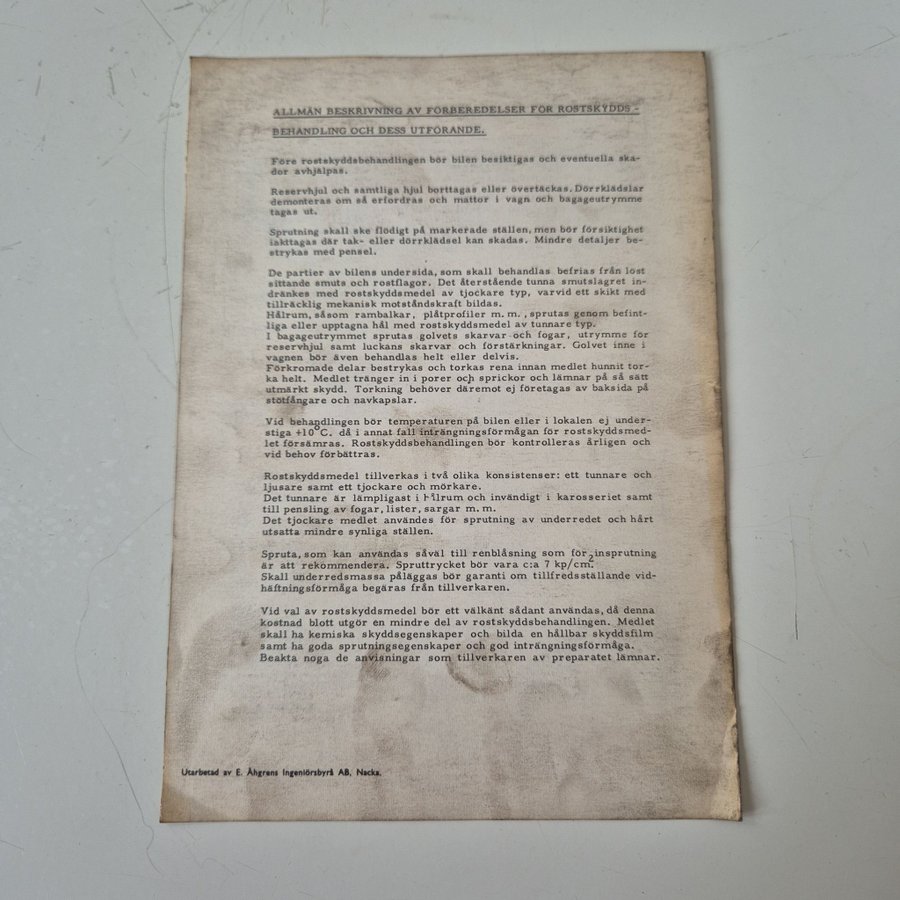 ALLMÄN BESKRIVNING AV FÖRBEREDELSER FÖR ROSTSKYDDS -
BEHANDLING OCH DESS UTFÖRANDE.
Före rostskyddsbehandlingen bör bilen besiktigas och eventuella ska-
dor avhjälpas.
Reservhjul och samtliga hjul borttagas eller övertäckas. Dörrklädslar
demonteras om så erfordras och mattor i vagn och bagageutrymme
tagas ut.
Sprutning skall ske flödigt på markerade ställen, men bör försiktighet
iakttagas där tak- eller dörrklädsel kan skadas. Mindre detaljer be-
strykas med pensel.
De partier av bilens undersida, som skall behandlas befrias från löst
sittande smuts och rostflagor. Det återstående tunna smutslagret in-
dränkes med rostskyddsmedel av tjockare typ, varvid ett skikt med
tillräcklig mekanisk motståndskraft bildas.
Hålrum, såsom rambalkar, plåtprofiler m. m. , sprutas genom befint-
liga eller upptagna hål med rostskyddsmedel av tunnare typ.
I bagageutrymmet sprutas golvets skarvar och fogar, utrymme för
reservhjul samt luckans skarvar och förstärkningar. Golvet inne i
vagnen bör även behandlas helt eller delvis.
Förkromade delar bestrykas och torkas rena innan medlet hunnit tor-
ka helt. Medlet tränger in i porer och sprickor och lämnar på så sätt
utmärkt skydd. Torkning behöver däremot ej företagas av baksida på
stötfångare och navkapslar.
Vid behandlingen bör temperaturen på bilen eller i lokalen ej under-
stiga +10°C. då i annat fall inträngningsförmågan för rostskyddsmed-
let försämras. Rostskyddsbehandlingen bör kontrolleras årligen och
vid behov förbättras.
Rostskyddsmedel tillverkas i två olika konsistenser: ett tunnare och
ljusare samt ett tjockare och mörkare.
Det tunnare är lämpligast i hålrum och invändigt i karosseriet samt
till pensling av fogar, lister, sargar m. m.
Det tjockare medlet användes för sprutning av underredet och hårt
utsatta mindre synliga ställen.
Spruta, som kan användas såväl till renblåsning som för insprutning
är att rekommendera. Spruttrycket bör vara c:a 7 kp/cm².
Skall underredsmassa påläggas bör garanti om tillfredsställande vid-
häftningsförmåga begäras från tillverkaren.
Vid val av rostskyddsmedel bör ett välkänt sådant användas, då denna
kostnad blott utgör en mindre del av rostskyddsbehandlingen. Medlet
skall ha kemiska skyddsegenskaper och bilda en hållbar skyddsfilm
samt ha goda sprutningsegenskaper och god inträngningsförmåga.
Beakta noga de anvisningar som tillverkaren av preparatet lämnar.
Utarbetad av E. Åhgrens Ingeniörsbyrå AB, Nacka.